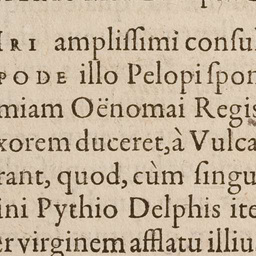 IRI ampliſſimi conſul
PODE illo Pelopi ſpon
miam Oënomai Regis
xorem duceret, à Vulca
rant, quod, cùm ſingu
ini Pythio Delphis ite
er virginem afflatu illiu